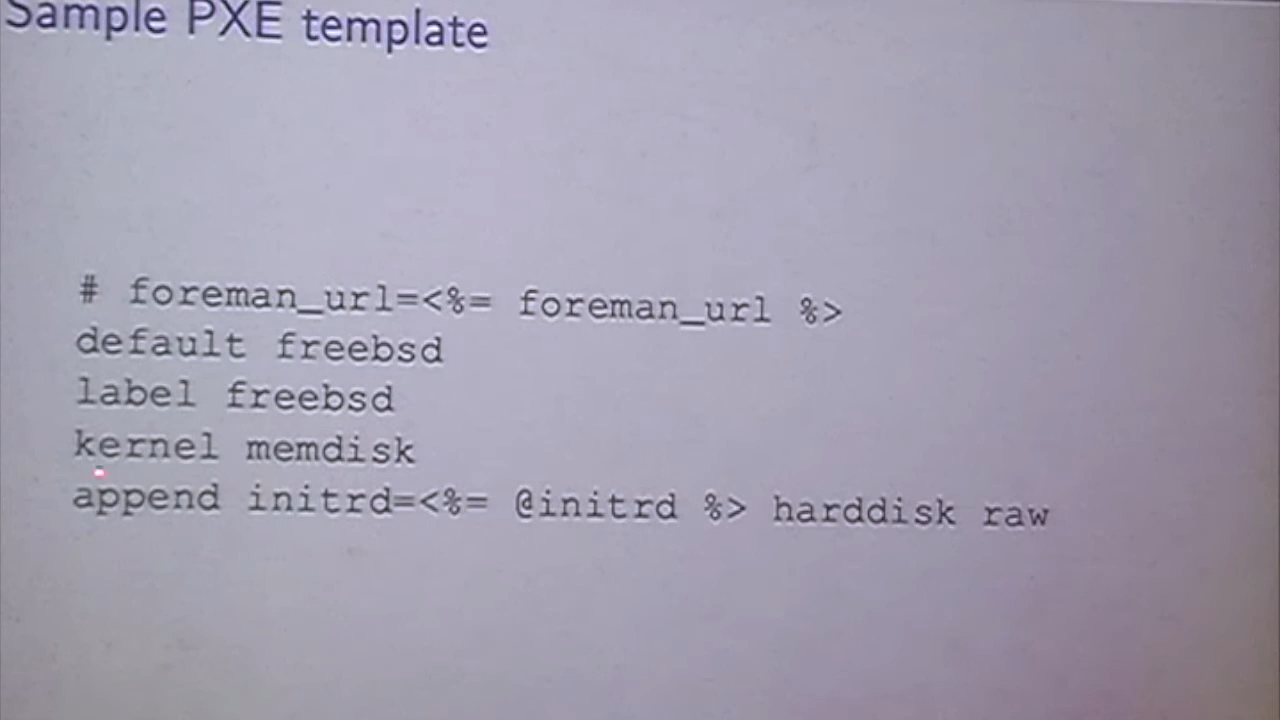 Sample PXE template
# foreman_url=<%= foreman_url %>
default freebsd
label freebsd
kernel memdisk
append initrd=<%= @initrd %> harddisk raw